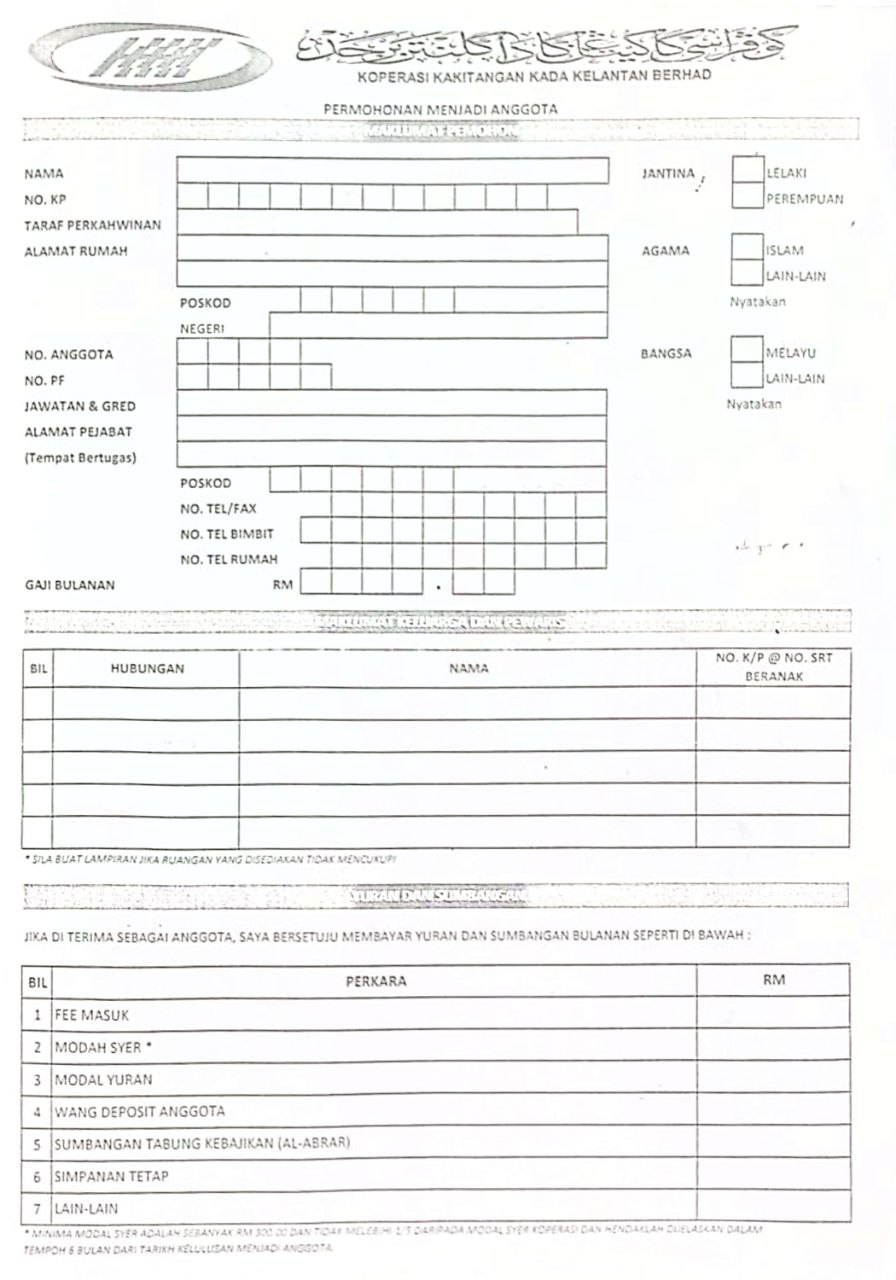 كوڤراسي كاكيتاڠن كادا كلنتن برحد
KOPERASI KAKITANGAN KADA KELANTAN BERHAD
PERMOHONAN MENJADI ANGGOTA
MAKLUMAT PEMOHON
NAMA
JANTINA
LELAKI
NO. KP
PEREMPUAN
TARAF PERKAHWINAN
ALAMAT RUMAH
AGAMA
ISLAM
LAIN-LAIN
POSKOD
Nyatakan
NEGERI
NO. ANGGOTA
BANGSA
MELAYU
NO. PF
LAIN-LAIN
JAWATAN & GRED
Nyatakan
ALAMAT PEJABAT
(Tempat Bertugas)
POSKOD
NO. TEL/FAX
NO. TEL BIMBIT
NO. TEL RUMAH
GAJI BULANAN RM .
MAKLUMAT KELUARGA DAN PEWARIS
BIL HUBUNGAN NAMA NO. K/P @ NO. SRT
BERANAK
* SILA BUAT LAMPIRAN JIKA RUANGAN YANG DISEDIAKAN TIDAK MENCUKUPI
YURAN DAN SUMBANGAN
JIKA DI TERIMA SEBAGAI ANGGOTA, SAYA BERSETUJU MEMBAYAR YURAN DAN SUMBANGAN BULANAN SEPERTI DI BAWAH :
BIL PERKARA RM
1 FEE MASUK
2 MODAH SYER *
3 MODAL YURAN
4 WANG DEPOSIT ANGGOTA
5 SUMBANGAN TABUNG KEBAJIKAN (AL-ABRAR)
6 SIMPANAN TETAP
7 LAIN-LAIN
* MINIMA MODAL SYER ADALAH SEBANYAK RM 300.00 DAN TIDAK MELEBIHI 1/5 DARIPADA MODAL SYER KOPERASI DAN HENDAKLAH DIJELASKAN DALAM
TEMPOH 6 BULAN DARI TARIKH KELULUSAN MENJADI ANGGOTA